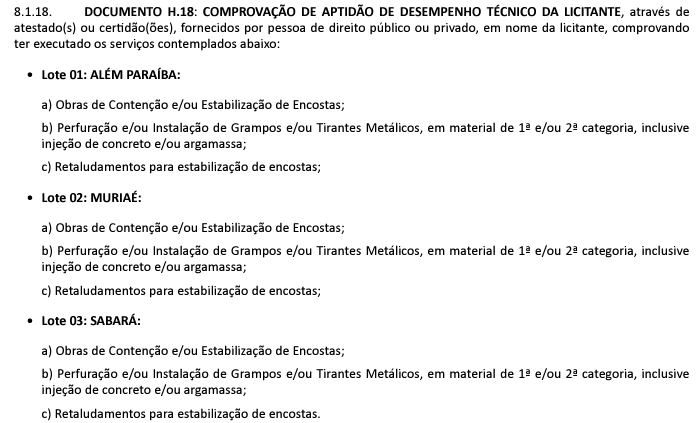 8.1.18. DOCUMENTO H.18: COMPROVAÇÃO DE APTIDÃO DE DESEMPENHO TÉCNICO DA LICITANTE, através de
atestado(s) ou certidão(ões), fornecidos por pessoa de direito público ou privado, em nome da licitante, comprovando
ter executado os serviços contemplados abaixo:
• Lote 01: ALÉM PARAÍBA:
a) Obras de Contenção e/ou Estabilização de Encostas;
b) Perfuração e/ou Instalação de Grampos e/ou Tirantes Metálicos, em material de 1ª e/ou 2ª categoria, inclusive
injeção de concreto e/ou argamassa;
c) Retaludamentos para estabilização de encostas;
• Lote 02: MURIAÉ:
a) Obras de Contenção e/ou Estabilização de Encostas;
b) Perfuração e/ou Instalação de Grampos e/ou Tirantes Metálicos, em material de 1ª e/ou 2ª categoria, inclusive
injeção de concreto e/ou argamassa;
c) Retaludamentos para estabilização de encostas;
• Lote 03: SABARÁ:
a) Obras de Contenção e/ou Estabilização de Encostas;
b) Perfuração e/ou Instalação de Grampos e/ou Tirantes Metálicos, em material de 1ª e/ou 2ª categoria, inclusive
injeção de concreto e/ou argamassa;
c) Retaludamentos para estabilização de encostas.